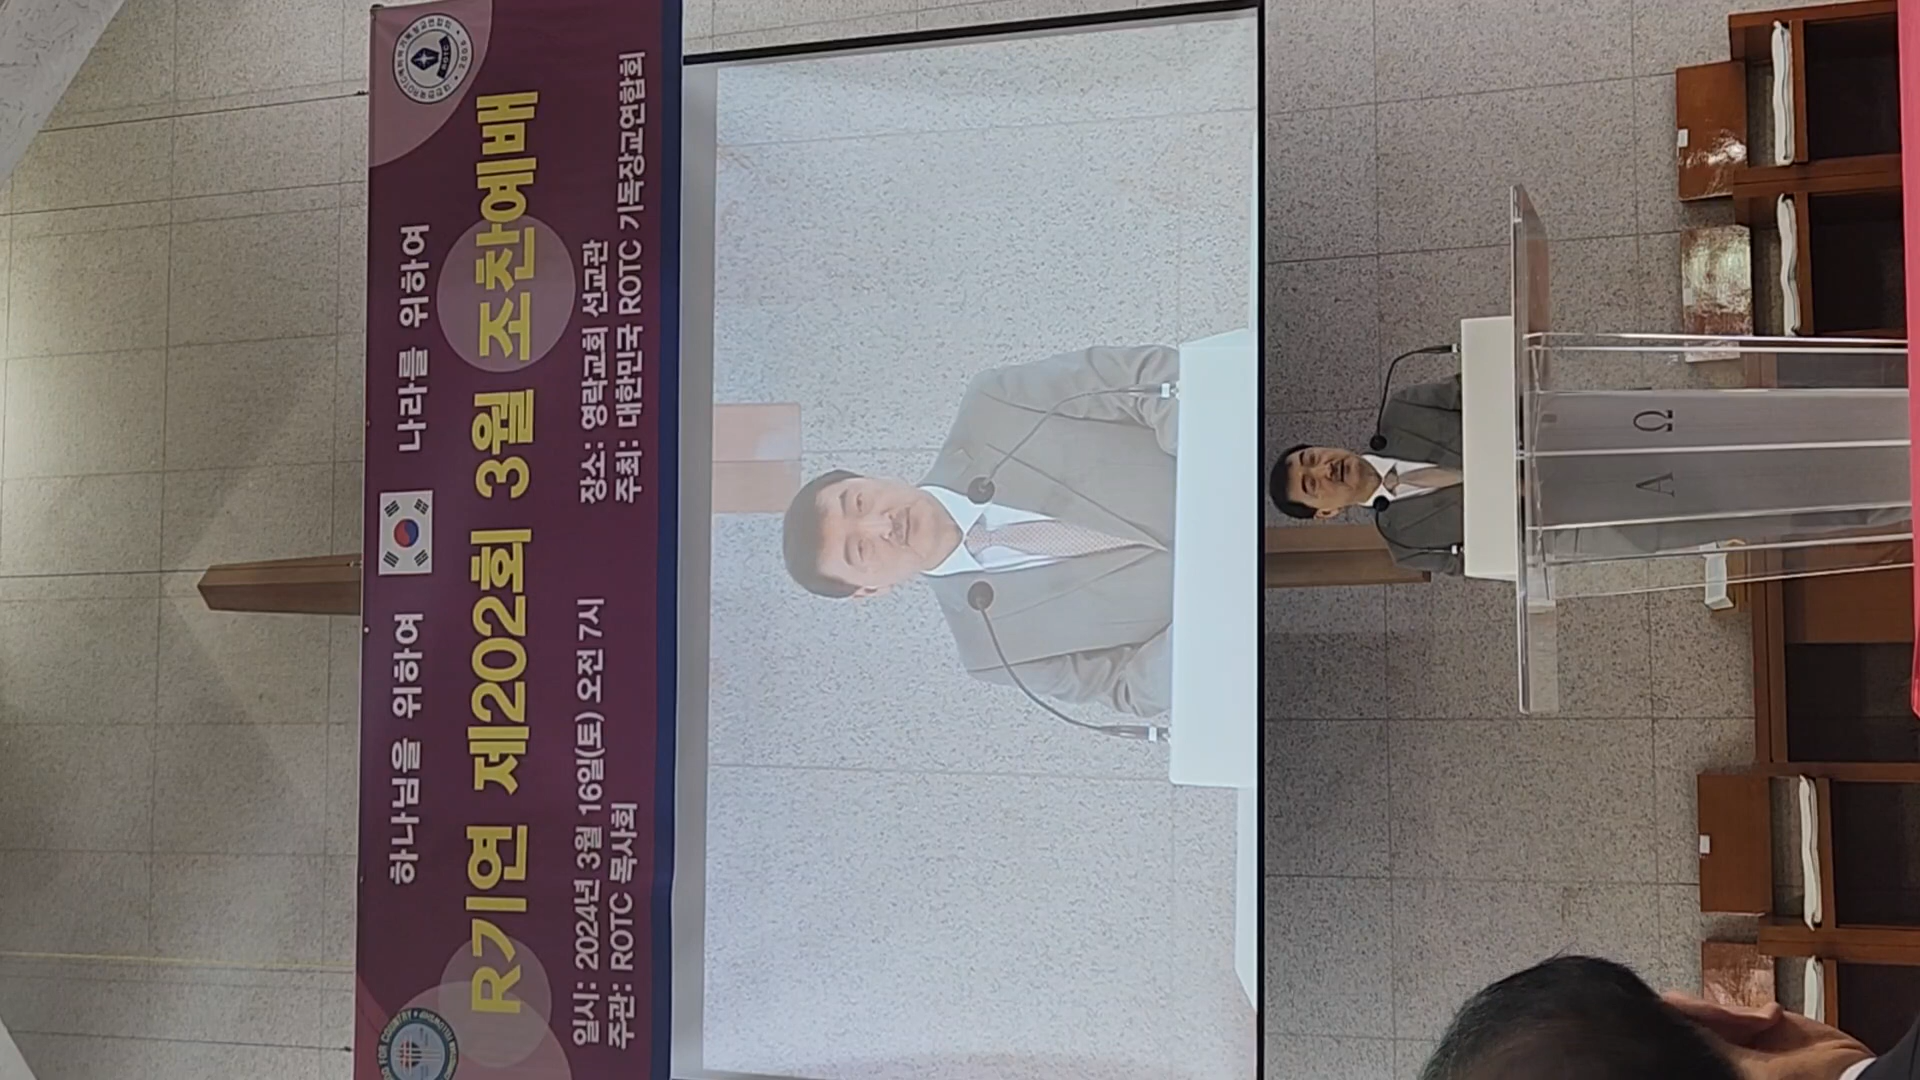 하나님을 위하여 나라를 위하여
R기연 제202회 3월 조찬예배
일시: 2024년 3월 16일(토) 오전 7시 장소: 영락교회 선교관
주관: ROTC 목사회 주최: 대한민국 ROTC 기독장교연합회
ROTC
FOR COUNTRY
Α Ω